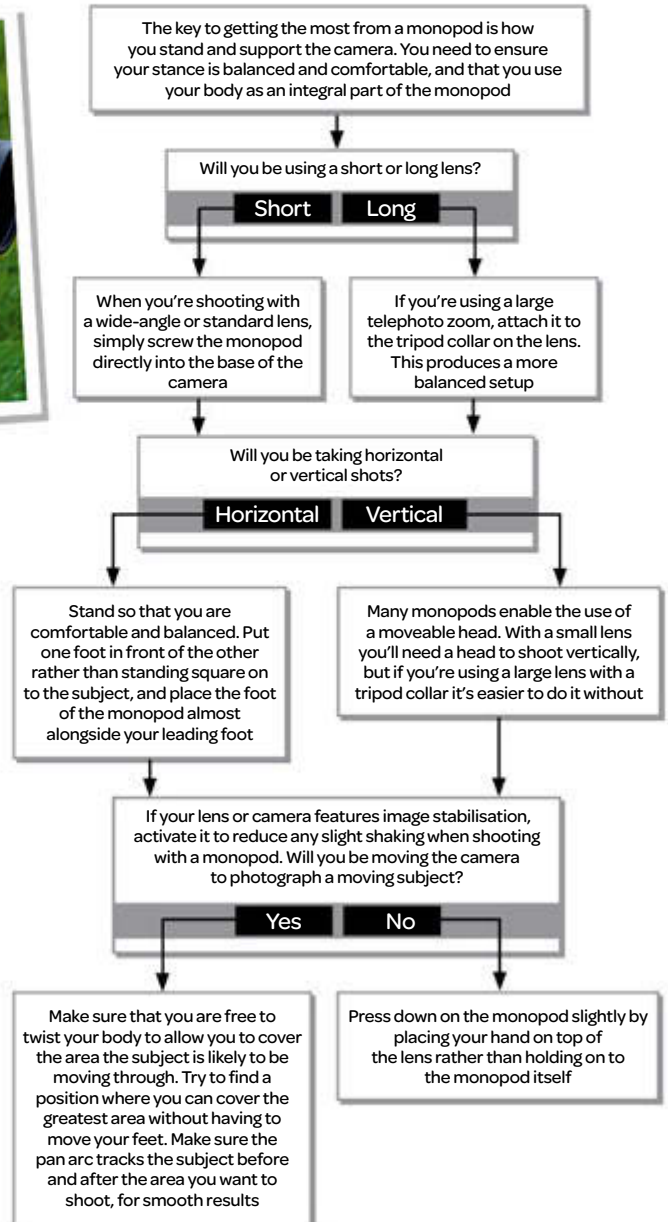 The key to getting the most from a monopod is how
you stand and support the camera. You need to ensure
your stance is balanced and comfortable, and that you use
your body as an integral part of the monopod
Will you be using a short or long lens?
Short Long
When you're shooting with
a wide-angle or standard lens,
simply screw the monopod
directly into the base of the
camera
If you're using a large
telephoto zoom, attach it to
the tripod collar on the lens.
This produces a more
balanced setup
Will you be taking horizontal
or vertical shots?
Horizontal Vertical
Stand so that you are
comfortable and balanced. Put
one foot in front of the other
rather than standing square on
to the subject, and place the foot
of the monopod almost
alongside your leading foot
Many monopods enable the use of
a moveable head. With a small lens
you'll need a head to shoot vertically,
but if you're using a large lens with a
tripod collar it's easier to do it without
If your lens or camera features image stabilisation,
activate it to reduce any slight shaking when shooting
with a monopod. Will you be moving the camera
to photograph a moving subject?
Yes No
Make sure that you are free to
twist your body to allow you to cover
the area the subject is likely to be
moving through. Try to find a
position where you can cover the
greatest area without having to
move your feet. Make sure the
pan arc tracks the subject before
and after the area you want to
shoot, for smooth results
Press down on the monopod slightly by
placing your hand on top of
the lens rather than holding on to
the monopod itself